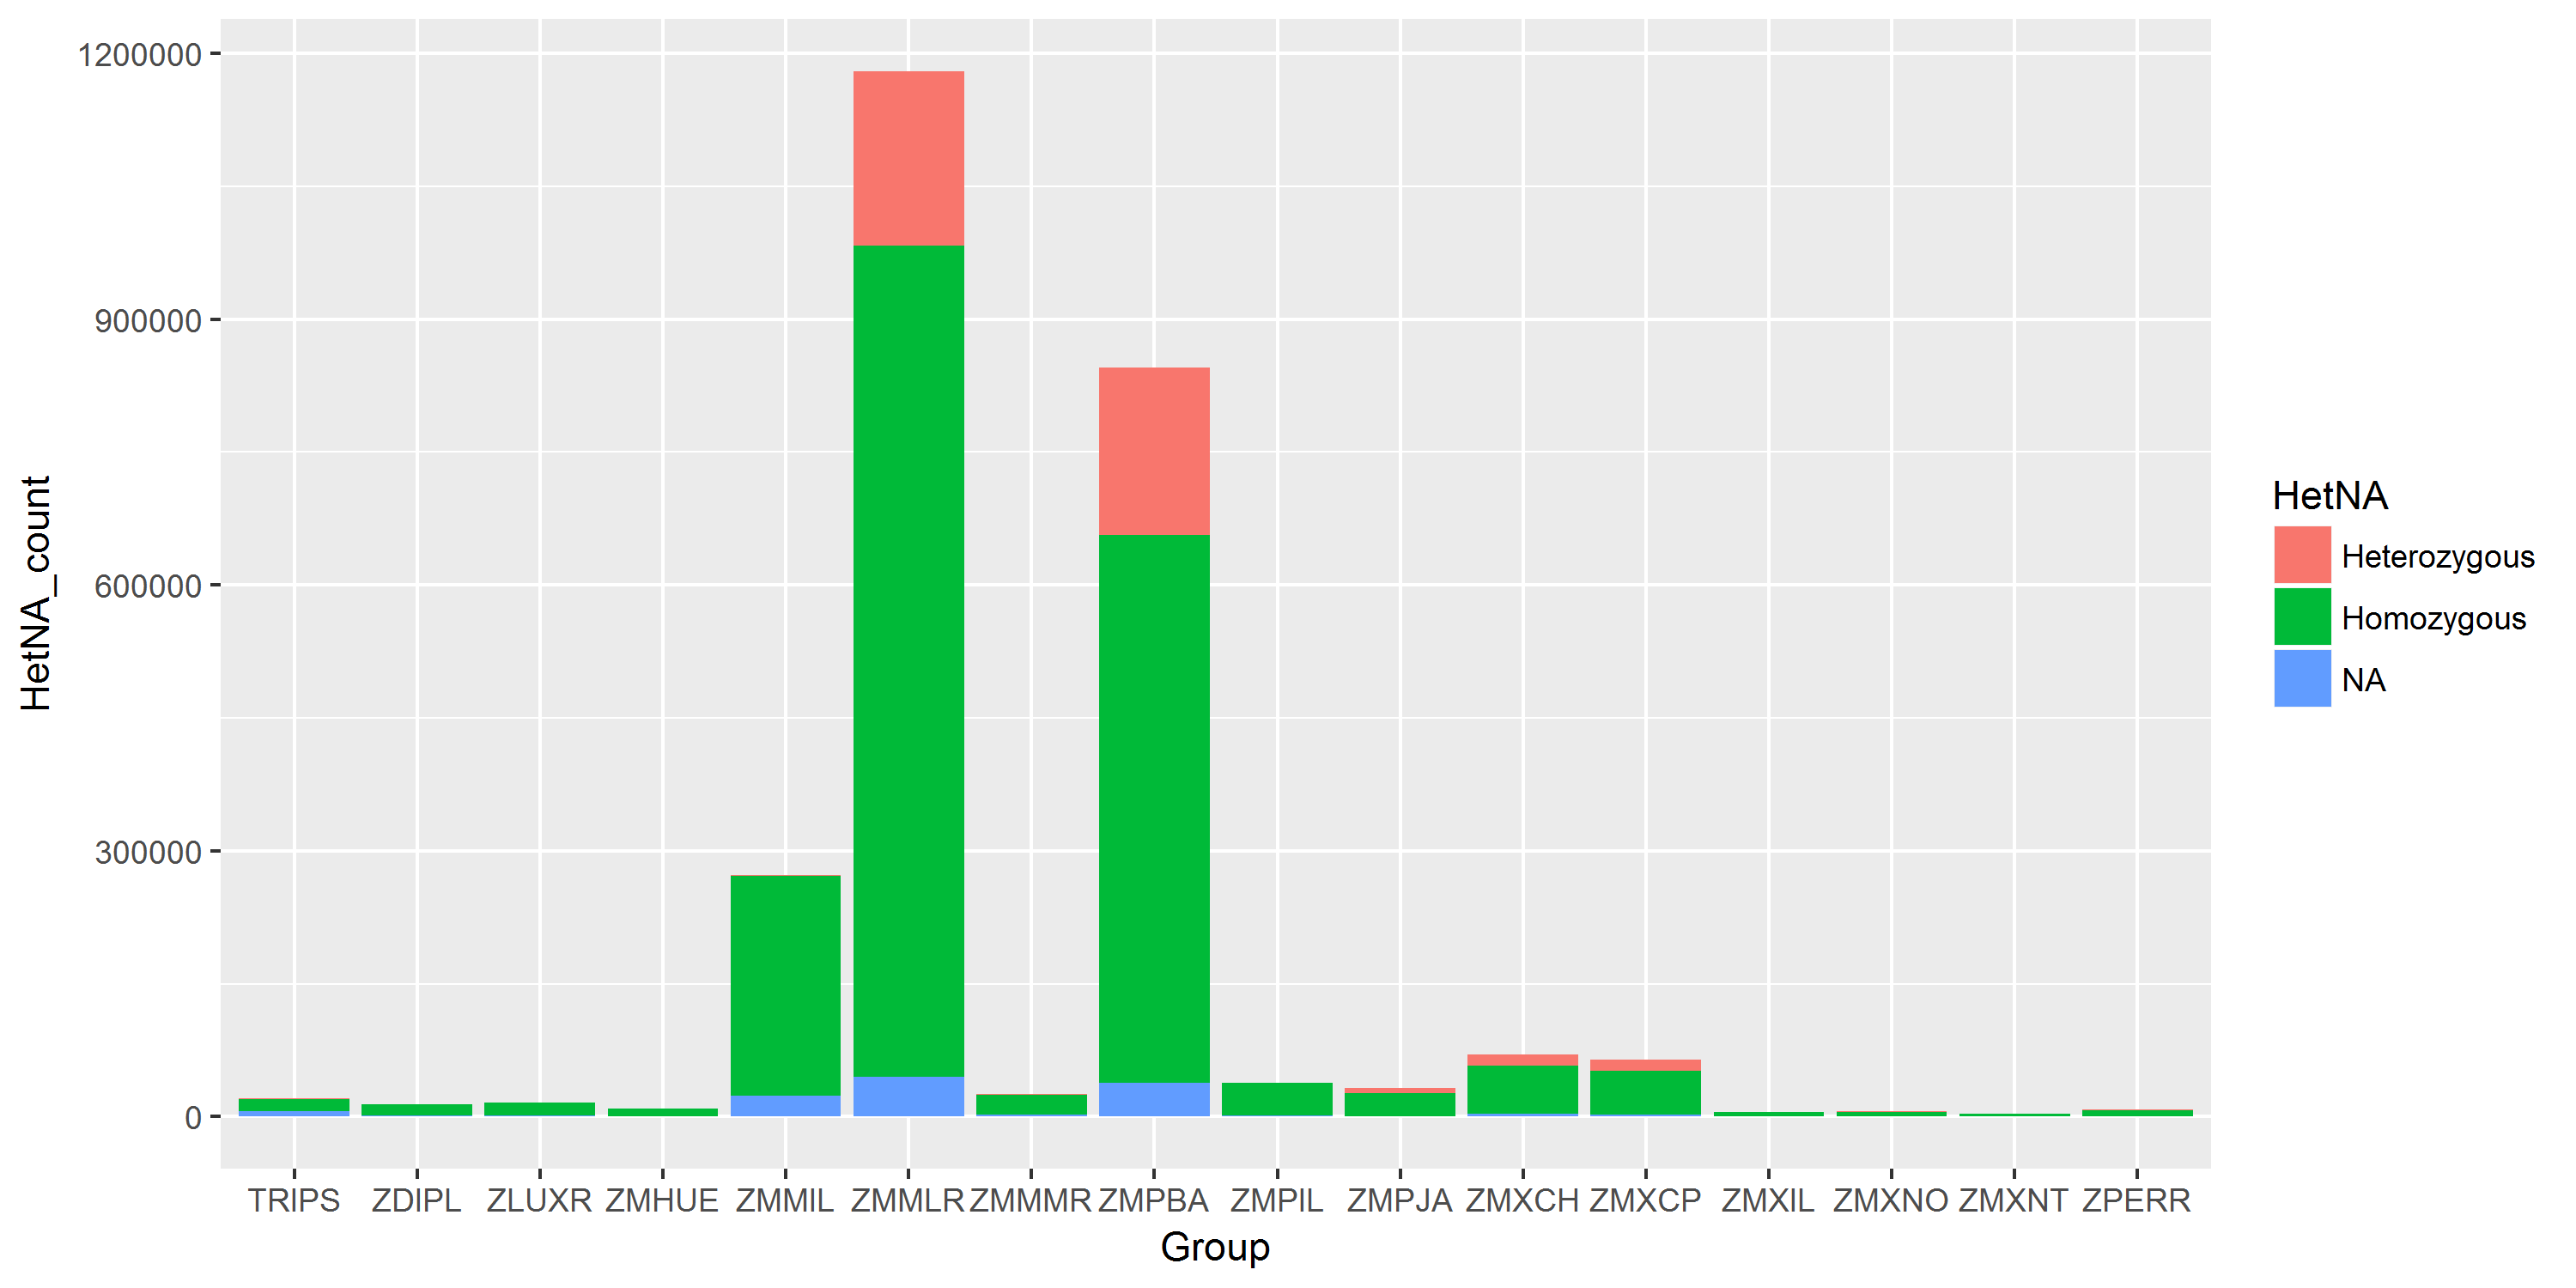 1200000
900000
600000
300000
0
HetNA_count
TRIPS ZDIPL ZLUXR ZMHUE ZMMIL ZMMLR ZMMMR ZMPBA ZMPIL ZMPJA ZMXCH ZMXCP ZMXIL ZMXNO ZMXNT ZPERR
Group
HetNA
Heterozygous
Homozygous
NA